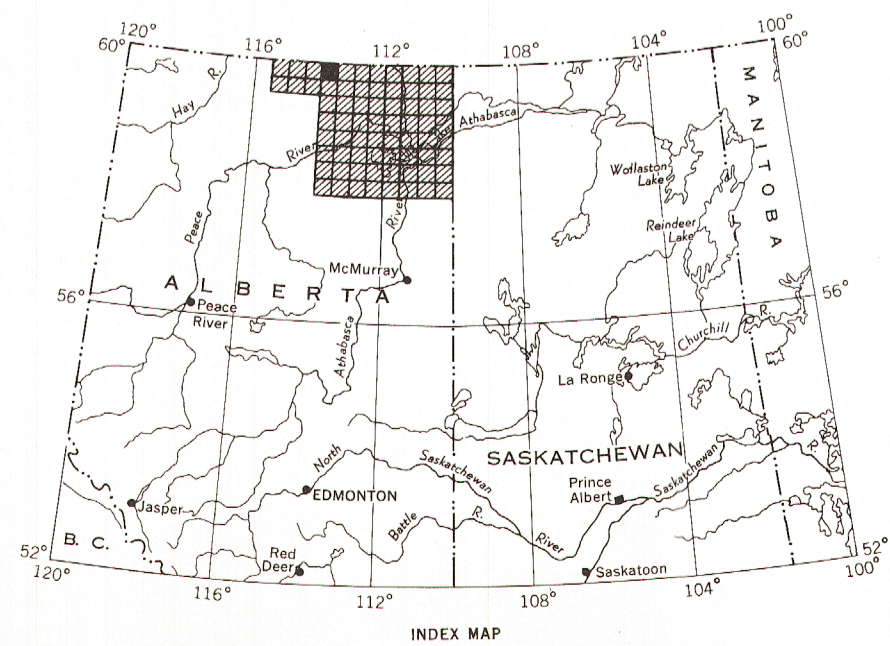 120°
60°
116°
112°
108°
104°
100°
60°
Hay R.
River
Lake
Athabasca
Wollaston
Lake
MANITOBA
Reindeer
Lake
Peace
River
McMurray
ALBERTA
56°
Peace
River
56°
Athabasca
Churchill R.
La Ronge
SASKATCHEWAN
North
Saskatchewan
EDMONTON
Prince
Albert
Saskatchewan
Jasper
Battle R.
River
B. C.
Red
Deer
Saskatoon
52°
120°
52°
100°
116°
112°
108°
104°
INDEX MAP